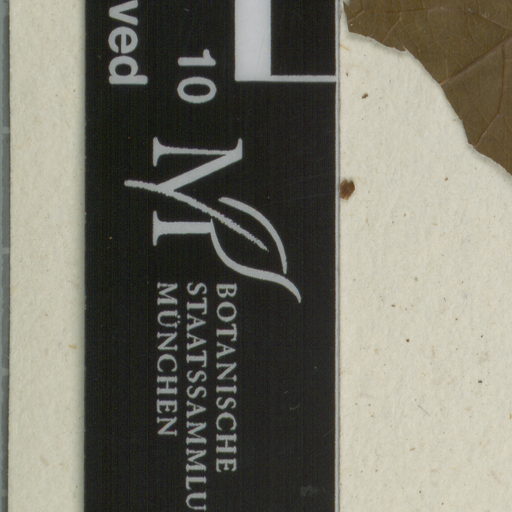 ved
10
M
BOTANISCHE
STAATSSAMMLU
MÜNCHEN